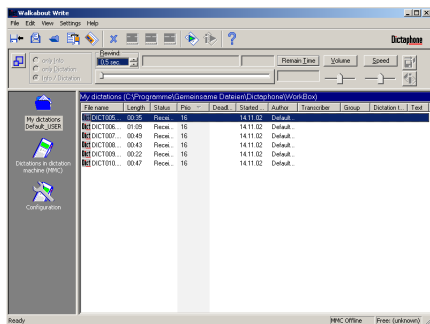 Walkabout Write
File Edit View Settings Help
Dictaphone
only Info
only Dictation
Info / Dictation
Rewind
0,5 sec.
Remain Time Volume Speed
My dictations (C:\Programme\Gemeinsame Dateien\Dictaphone\WorkBox)
File name Length Status Prio Deadl... Started ... Author Transcriber Group Dictation t... Text
DICT005.... 00:35 Recei... 16 14.11.02 Default...
DICT006.... 01:09 Recei... 16 14.11.02 Default...
DICT007.... 00:49 Recei... 16 14.11.02 Default...
DICT008.... 00:43 Recei... 16 14.11.02 Default...
DICT009.... 00:22 Recei... 16 14.11.02 Default...
DICT010.... 00:47 Recei... 16 14.11.02 Default...
My dictations
Default_USER
Dictations in dictation
machine (MMC)
Configuration
Ready MMC Offline Free: (unknown)